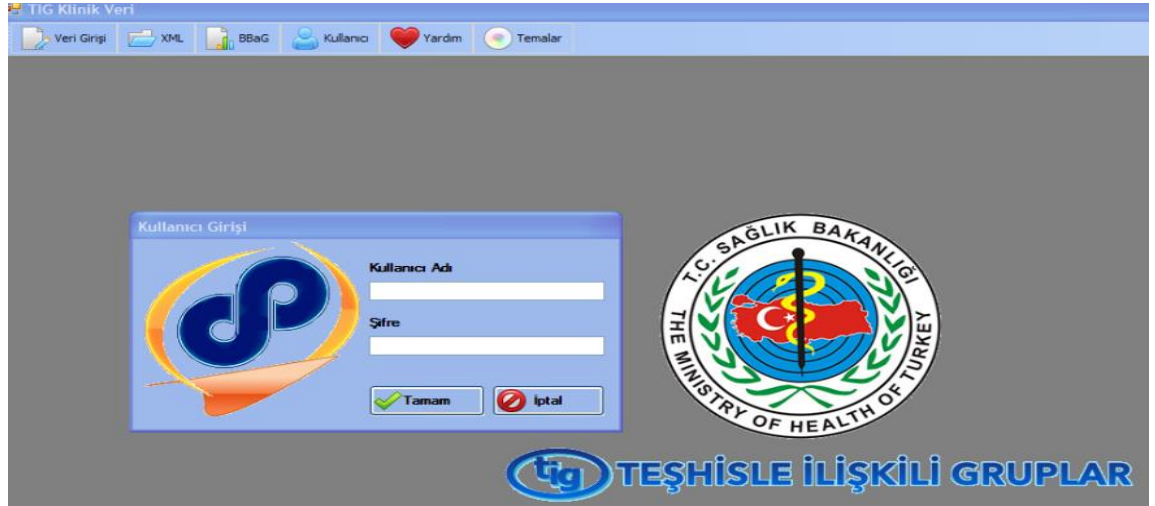 TIG Klinik Veri
Veri Girişi XML BBaG Kullanıcı Yardım Temalar
Kullanıcı Girişi
Kullanıcı Adı
Şifre
Tamam İptal
T.C. SAĞLIK BAKANLIĞI
THE MINISTRY OF HEALTH OF TURKEY
tig TEŞHİSLE İLİŞKİLİ GRUPLAR